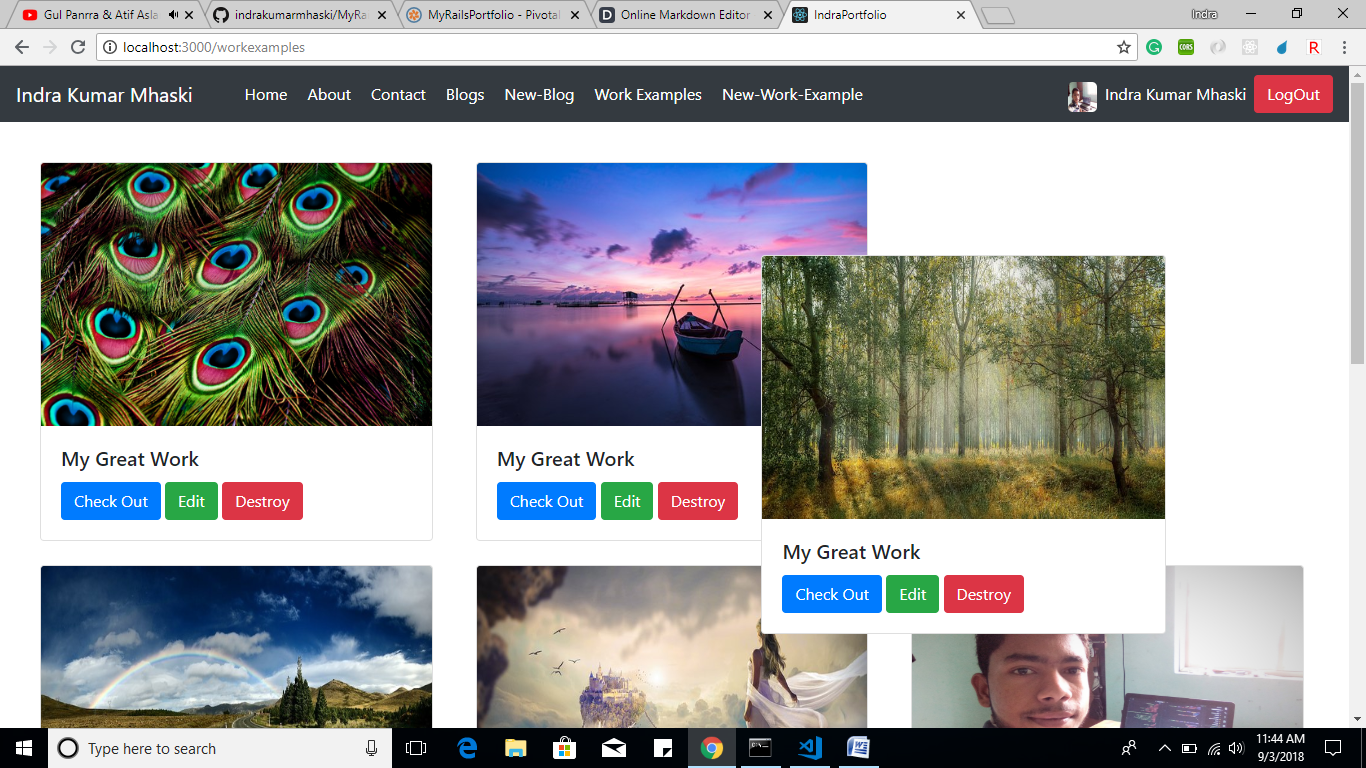 Gul Panrra & Atif Asla
indrakumarmhaski/MyRa
MyRailsPortfolio - Pivota
Online Markdown Editor
IndraPortfolio
Indra
localhost:3000/workexamples
CORS
R
Indra Kumar Mhaski
Home
About
Contact
Blogs
New-Blog
Work Examples
New-Work-Example
Indra Kumar Mhaski
LogOut
My Great Work
Check Out
Edit
Destroy
My Great Work
Check Out
Edit
Destroy
My Great Work
Check Out
Edit
Destroy
Type here to search
11:44 AM
9/3/2018